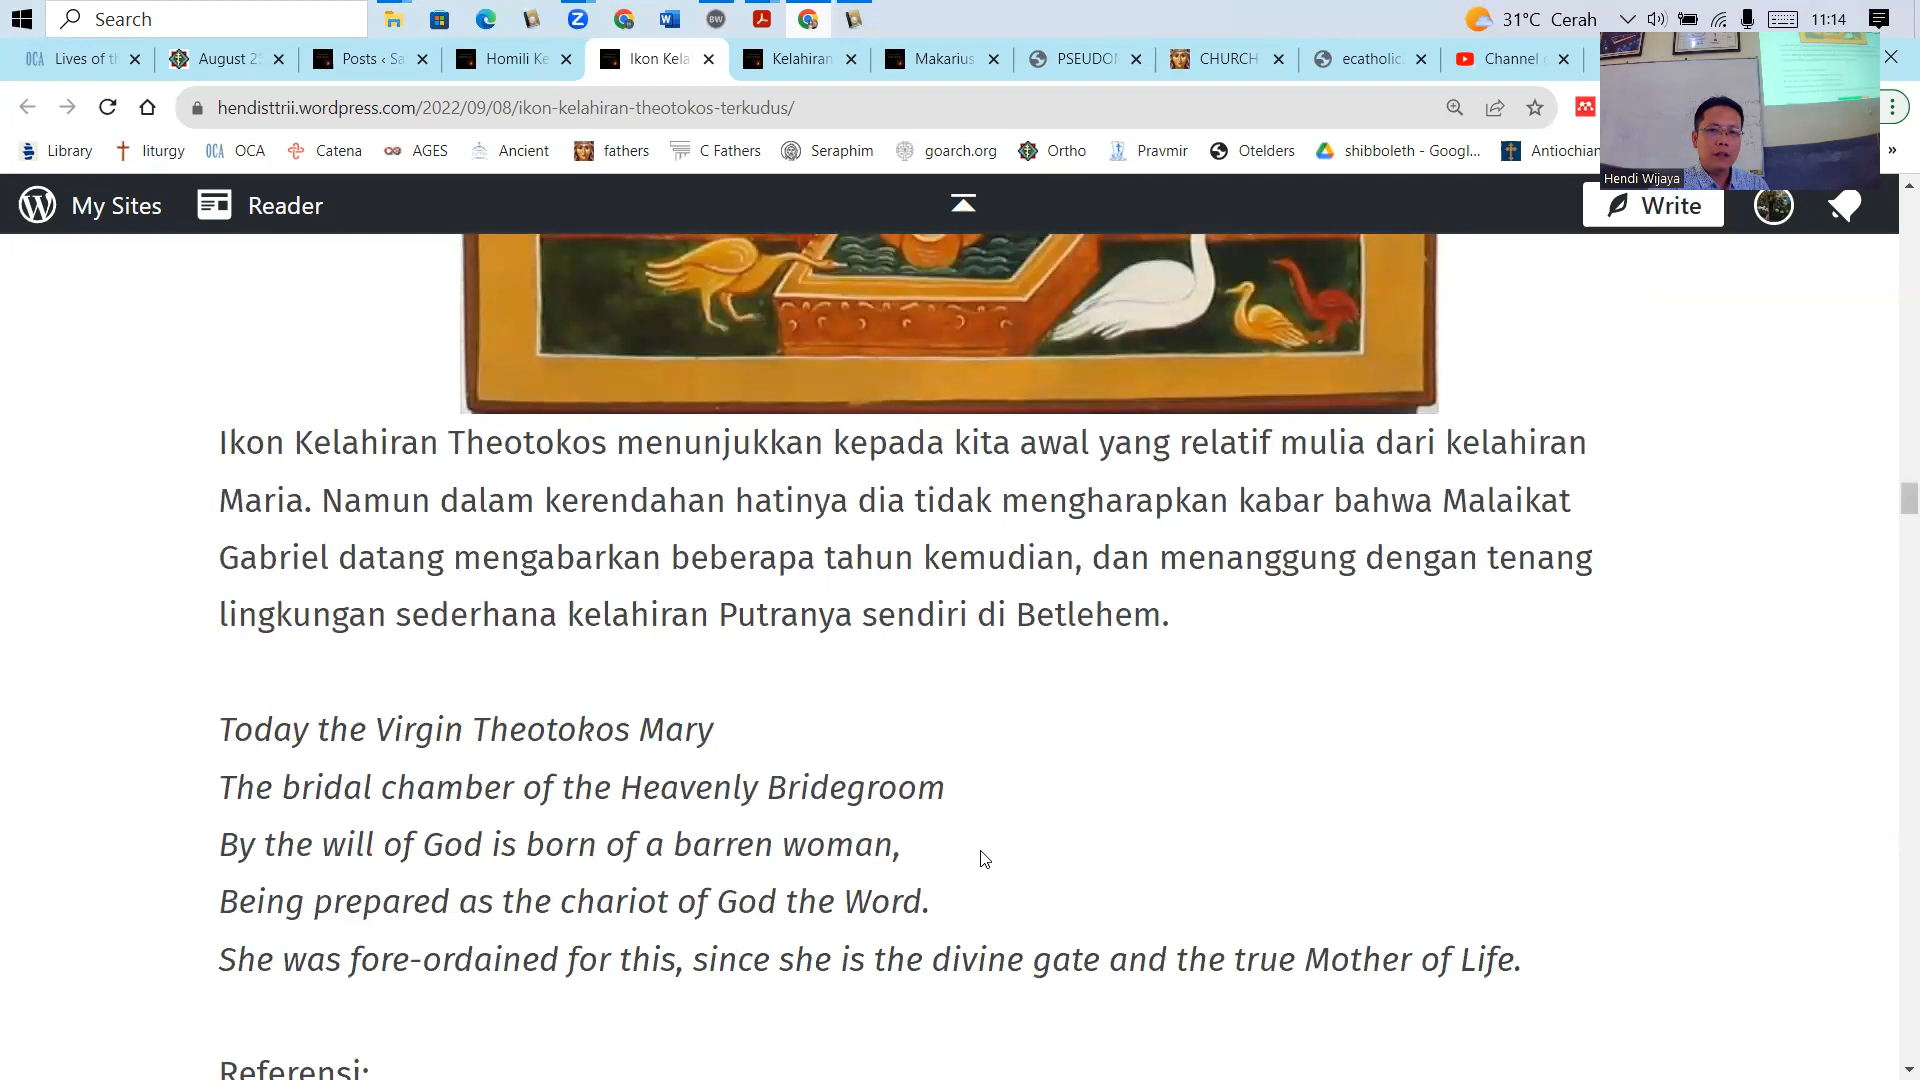 Search
31°C Cerah
11:14
OCA Lives of t
August 2
Posts ‹ Sa
Homili Ke
Ikon Kela
Kelahiran
Makarius
PSEUDO
CHURCH
ecatholic
Channel
hendisttrii.wordpress.com/2022/09/08/ikon-kelahiran-theotokos-terkudus/
Library
liturgy
OCA OCA
Catena
AGES
Ancient
fathers
C Fathers
Seraphim
goarch.org
Ortho
Pravmir
Otelders
shibboleth - Googl...
Antiochian
»
Hendi Wijaya
My Sites
Reader
Write
Ikon Kelahiran Theotokos menunjukkan kepada kita awal yang relatif mulia dari kelahiran
Maria. Namun dalam kerendahan hatinya dia tidak mengharapkan kabar bahwa Malaikat
Gabriel datang mengabarkan beberapa tahun kemudian, dan menanggung dengan tenang
lingkungan sederhana kelahiran Putranya sendiri di Betlehem.
Today the Virgin Theotokos Mary
The bridal chamber of the Heavenly Bridegroom
By the will of God is born of a barren woman,
Being prepared as the chariot of God the Word.
She was fore-ordained for this, since she is the divine gate and the true Mother of Life.
Referensi: